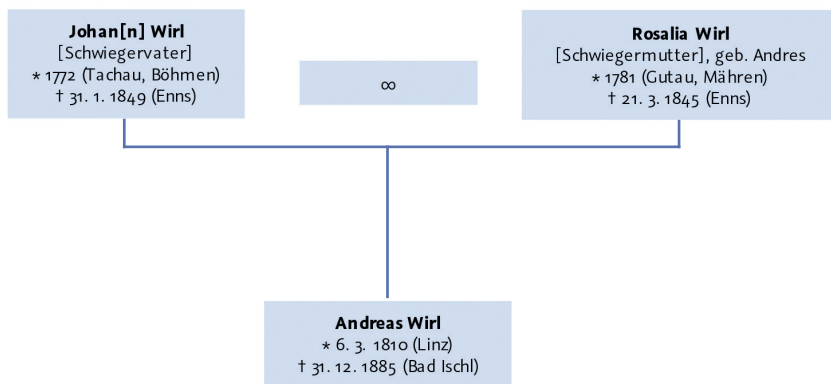 Johan[n] Wirl
[Schwiegervater]
* 1772 (Tachau, Böhmen)
† 31. 1. 1849 (Enns)
∞
Rosalia Wirl
[Schwiegermutter], geb. Andres
* 1781 (Gutau, Mähren)
† 21. 3. 1845 (Enns)
Andreas Wirl
* 6. 3. 1810 (Linz)
† 31. 12. 1885 (Bad Ischl)